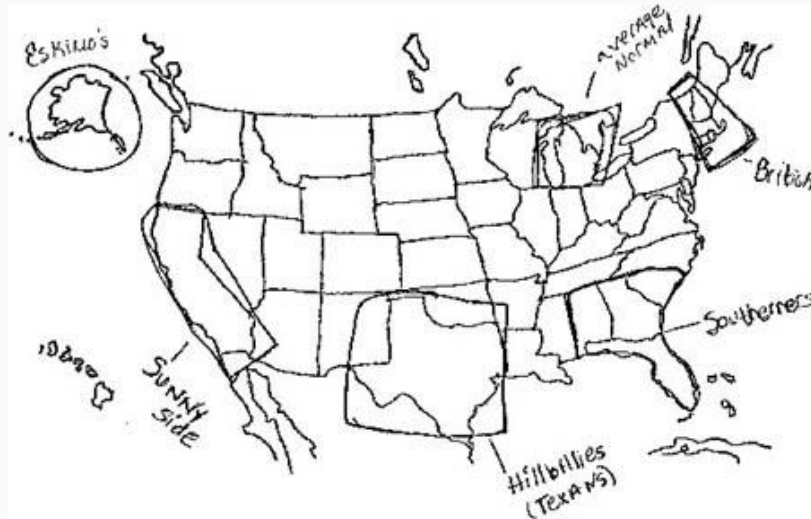 Eskimo's
average
Normal
British
Southerners
Sunny
side
Hillbillies
(Texans)